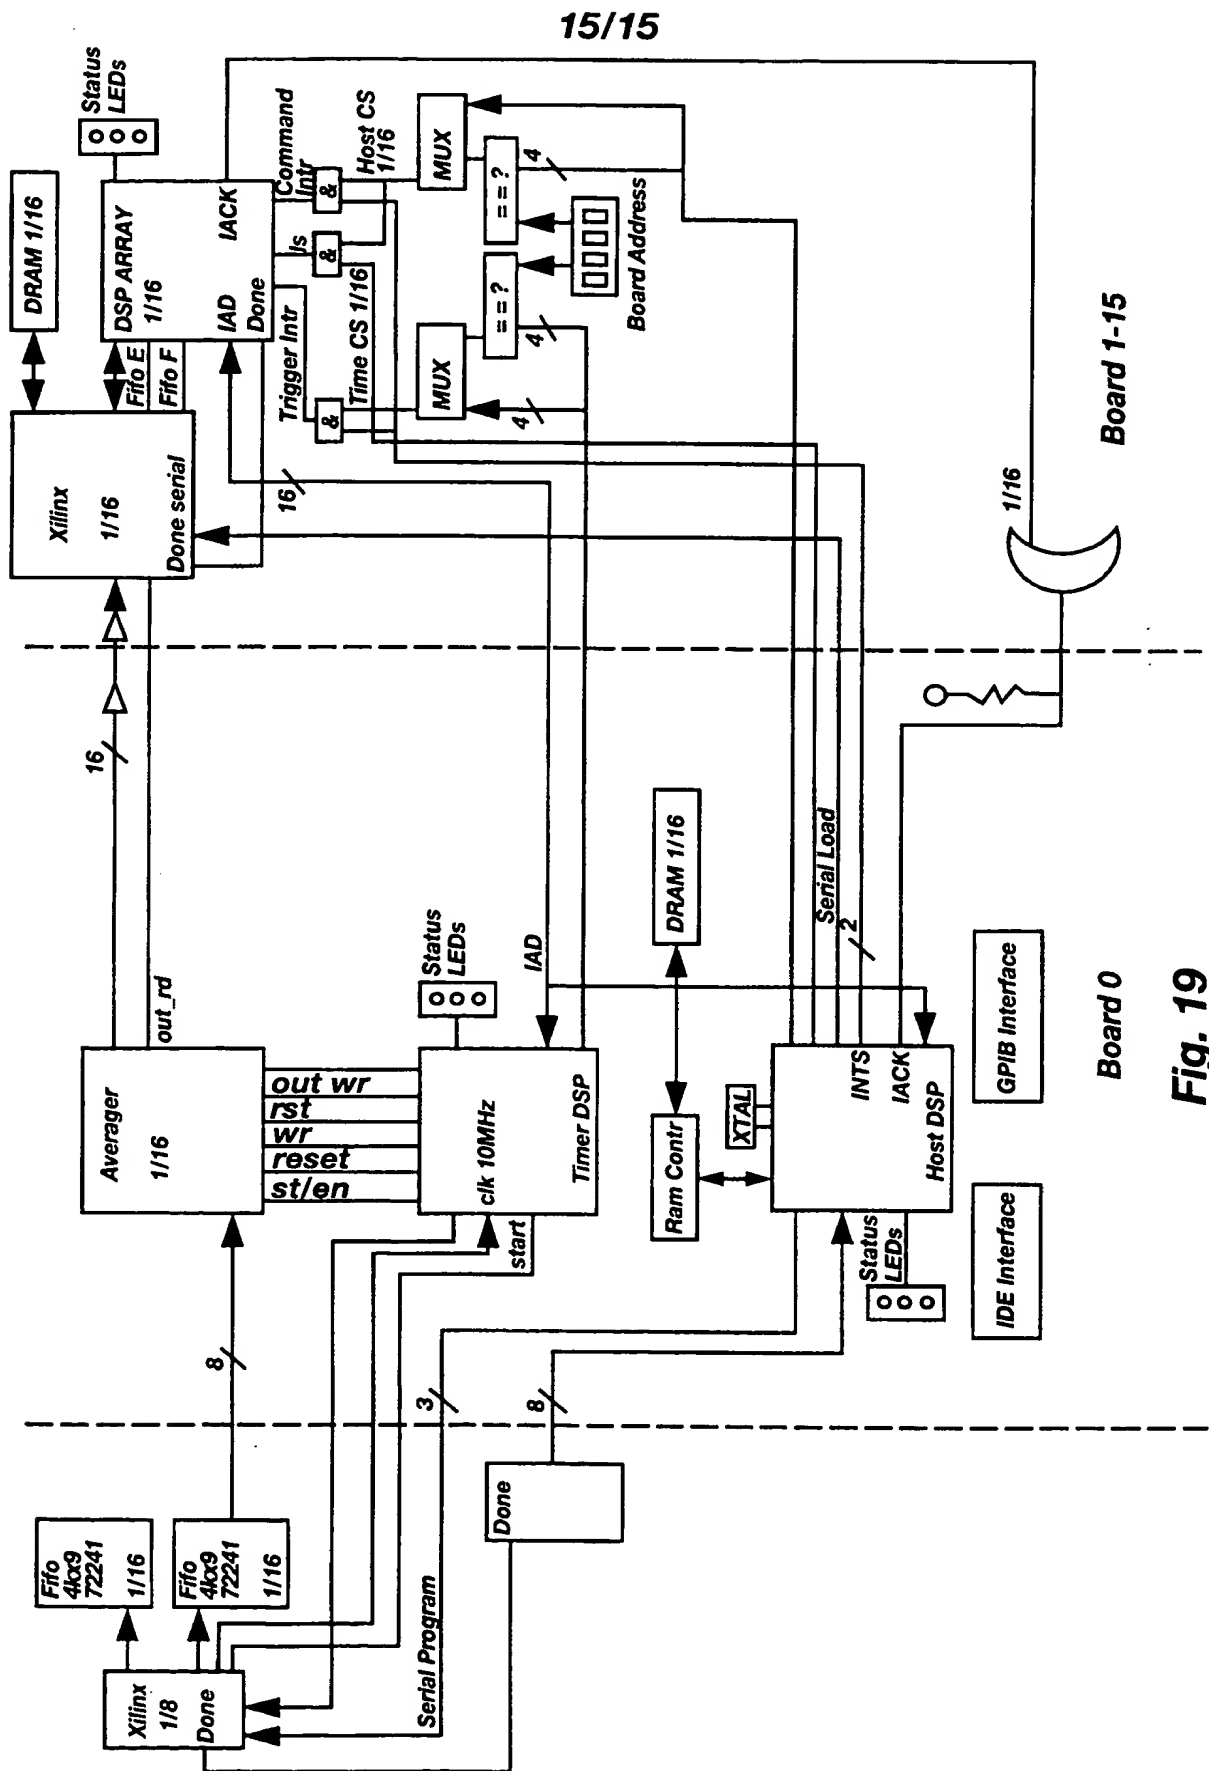 15/15
Fifo
4kx9
72241
1/16
Fifo
4kx9
72241
1/16
Xilinx
1/8
Done
Serial Program
3
Done
8
8
Averager
1/16
out_rd
out wr
rst
wr
reset
st/en
clk 10MHz
Timer DSP
start
Status
LEDs
IAD
16
DRAM 1/16
Ram Contr
XTAL
INTS
IACK
Host DSP
Status
LEDs
Serial Load
2
IDE Interface
GPIB Interface
Board 0
Fig. 19
Xilinx
1/16
Done serial
DRAM 1/16
DSP ARRAY
1/16
Fifo E
Fifo F
IAD
Done
IACK
Status
LEDs
16
Trigger Intr
Is
Command
Intr
&
&
&
Time CS 1/16
Host CS
1/16
MUX
MUX
4
= = ?
= = ?
4
4
Board Address
1/16
Board 1-15